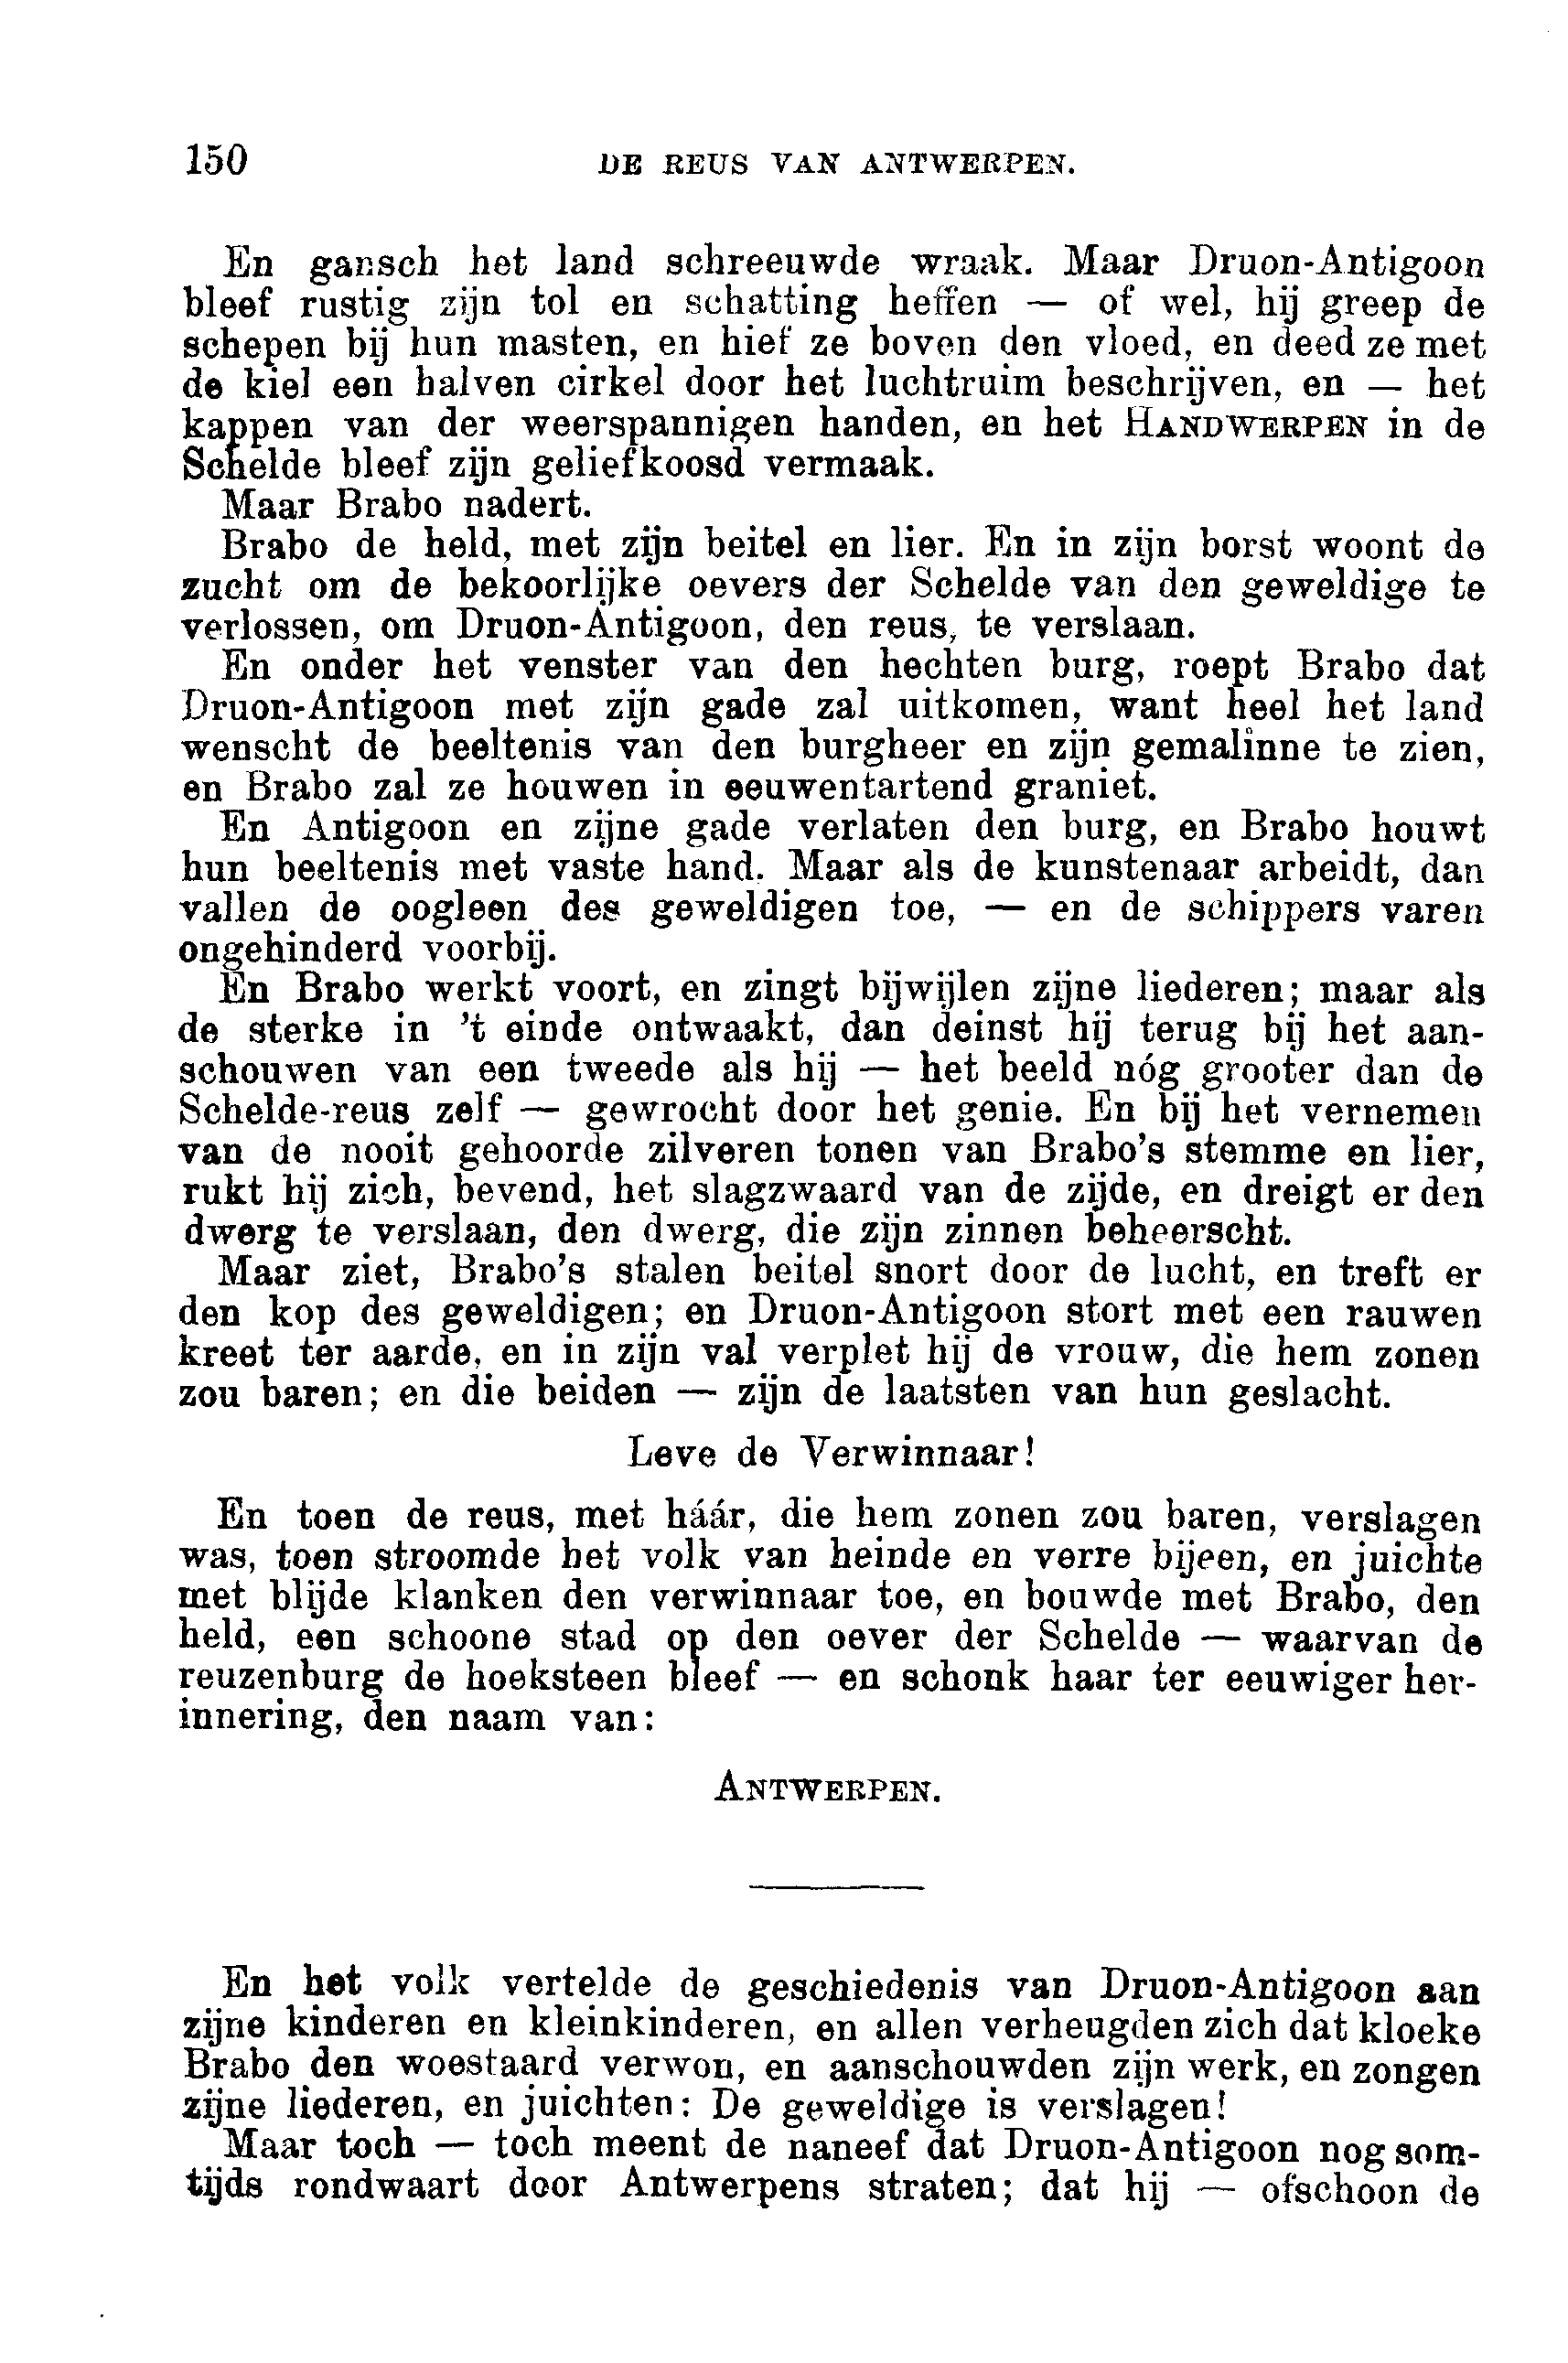 150 DE REUS VAN ANTWERPEN.
En gansch het land schreeuwde wraak. Maar Druon-Antigoon
bleef rustig zijn tol en schatting heffen — of wel, hij greep de
schepen bij hun masten, en hief ze boven den vloed, en deed ze met
de kiel een halven cirkel door het luchtruim beschrijven, en — het
kappen van der weerspannigen handen, en het HANDWERPEN in de
Schelde bleef zijn geliefkoosd vermaak.
Maar Brabo nadert.
Brabo de held, met zijn beitel en lier. En in zijn borst woont de
zucht om de bekoorlijke oevers der Schelde van den geweldige te
verlossen, om Druon-Antigoon, den reus, te verslaan.
En onder het venster van den hechten burg, roept Brabo dat
Druon-Antigoon met zijn gade zal uitkomen, want heel het land
wenscht de beeltenis van den burgheer en zijn gemalinne te zien,
en Brabo zal ze houwen in eeuwentartend graniet.
En Antigoon en zijne gade verlaten den burg, en Brabo houwt
hun beeltenis met vaste hand. Maar als de kunstenaar arbeidt, dan
vallen de oogleen des geweldigen toe, — en de schippers varen
ongehinderd voorbij.
En Brabo werkt voort, en zingt bijwijlen zijne liederen; maar als
de sterke in 't einde ontwaakt, dan deinst hij terug bij het aan-
schouwen van een tweede als hij — het beeld nóg grooter dan de
Schelde-reus zelf — gewrocht door het genie. En bij het vernemen
van de nooit gehoorde zilveren tonen van Brabo's stemme en lier,
rukt hij zich, bevend, het slagzwaard van de zijde, en dreigt er den
dwerg te verslaan, den dwerg, die zijn zinnen beheerscht.
Maar ziet, Brabo's stalen beitel snort door de lucht, en treft er
den kop des geweldigen; en Druon-Antigoon stort met een rauwen
kreet ter aarde, en in zijn val verplet hij de vrouw, die hem zonen
zou baren; en die beiden — zijn de laatsten van hun geslacht.
Leve de Verwinnaar!
En toen de reus, met háár, die hem zonen zou baren, verslagen
was, toen stroomde het volk van heinde en verre bijeen, en juichte
met blijde klanken den verwinnaar toe, en bouwde met Brabo, den
held, een schoone stad op den oever der Schelde — waarvan de
reuzenburg de hoeksteen bleef — en schonk haar ter eeuwiger her-
innering, den naam van:
ANTWERPEN.
En het volk vertelde de geschiedenis van Druon-Antigoon aan
zijne kinderen en kleinkinderen, en allen verheugden zich dat kloeke
Brabo den woestaard verwon, en aanschouwden zijn werk, en zongen
zijne liederen, en juichten: De geweldige is verslagen!
Maar toch — toch meent de naneef dat Druon-Antigoon nog som-
tijds rondwaart door Antwerpens straten; dat hij — ofschoon de